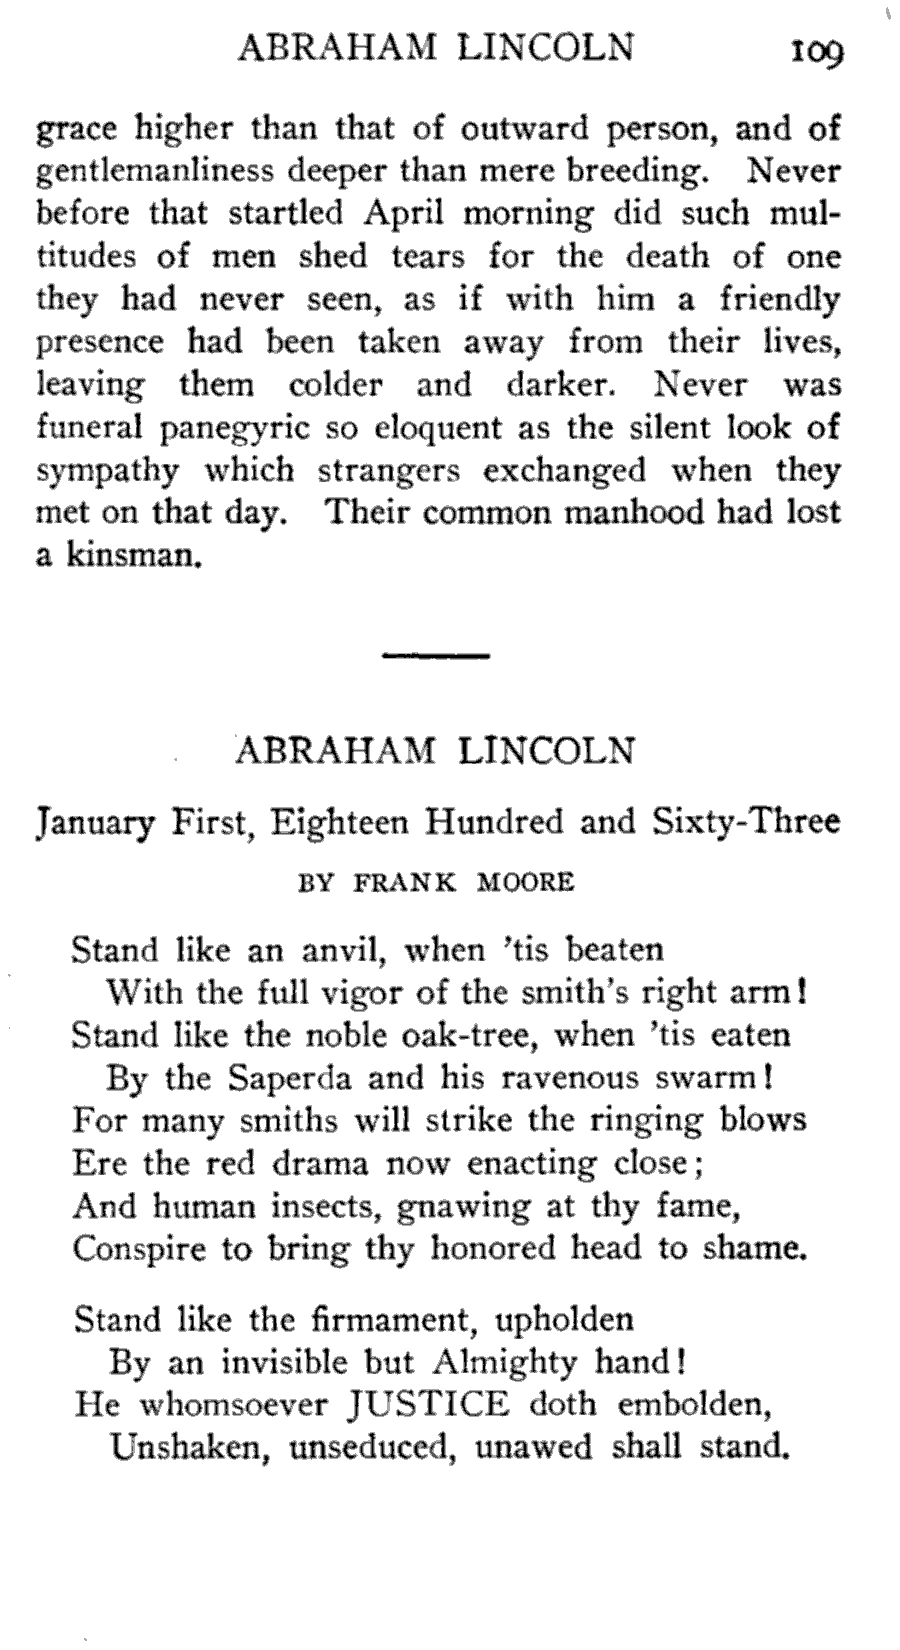 ABRAHAM LINCOLN 109
grace higher than that of outward person, and of
gentlemanliness deeper than mere breeding. Never
before that startled April morning did such mul-
titudes of men shed tears for the death of one
they had never seen, as if with him a friendly
presence had been taken away from their lives,
leaving them colder and darker. Never was
funeral panegyric so eloquent as the silent look of
sympathy which strangers exchanged when they
met on that day. Their common manhood had lost
a kinsman.
ABRAHAM LINCOLN
January First, Eighteen Hundred and Sixty-Three
BY FRANK MOORE
Stand like an anvil, when 'tis beaten
With the full vigor of the smith's right arm!
Stand like the noble oak-tree, when 'tis eaten
By the Saperda and his ravenous swarm!
For many smiths will strike the ringing blows
Ere the red drama now enacting close;
And human insects, gnawing at thy fame,
Conspire to bring thy honored head to shame.
Stand like the firmament, upholden
By an invisible but Almighty hand!
He whomsoever JUSTICE doth embolden,
Unshaken, unseduced, unawed shall stand.